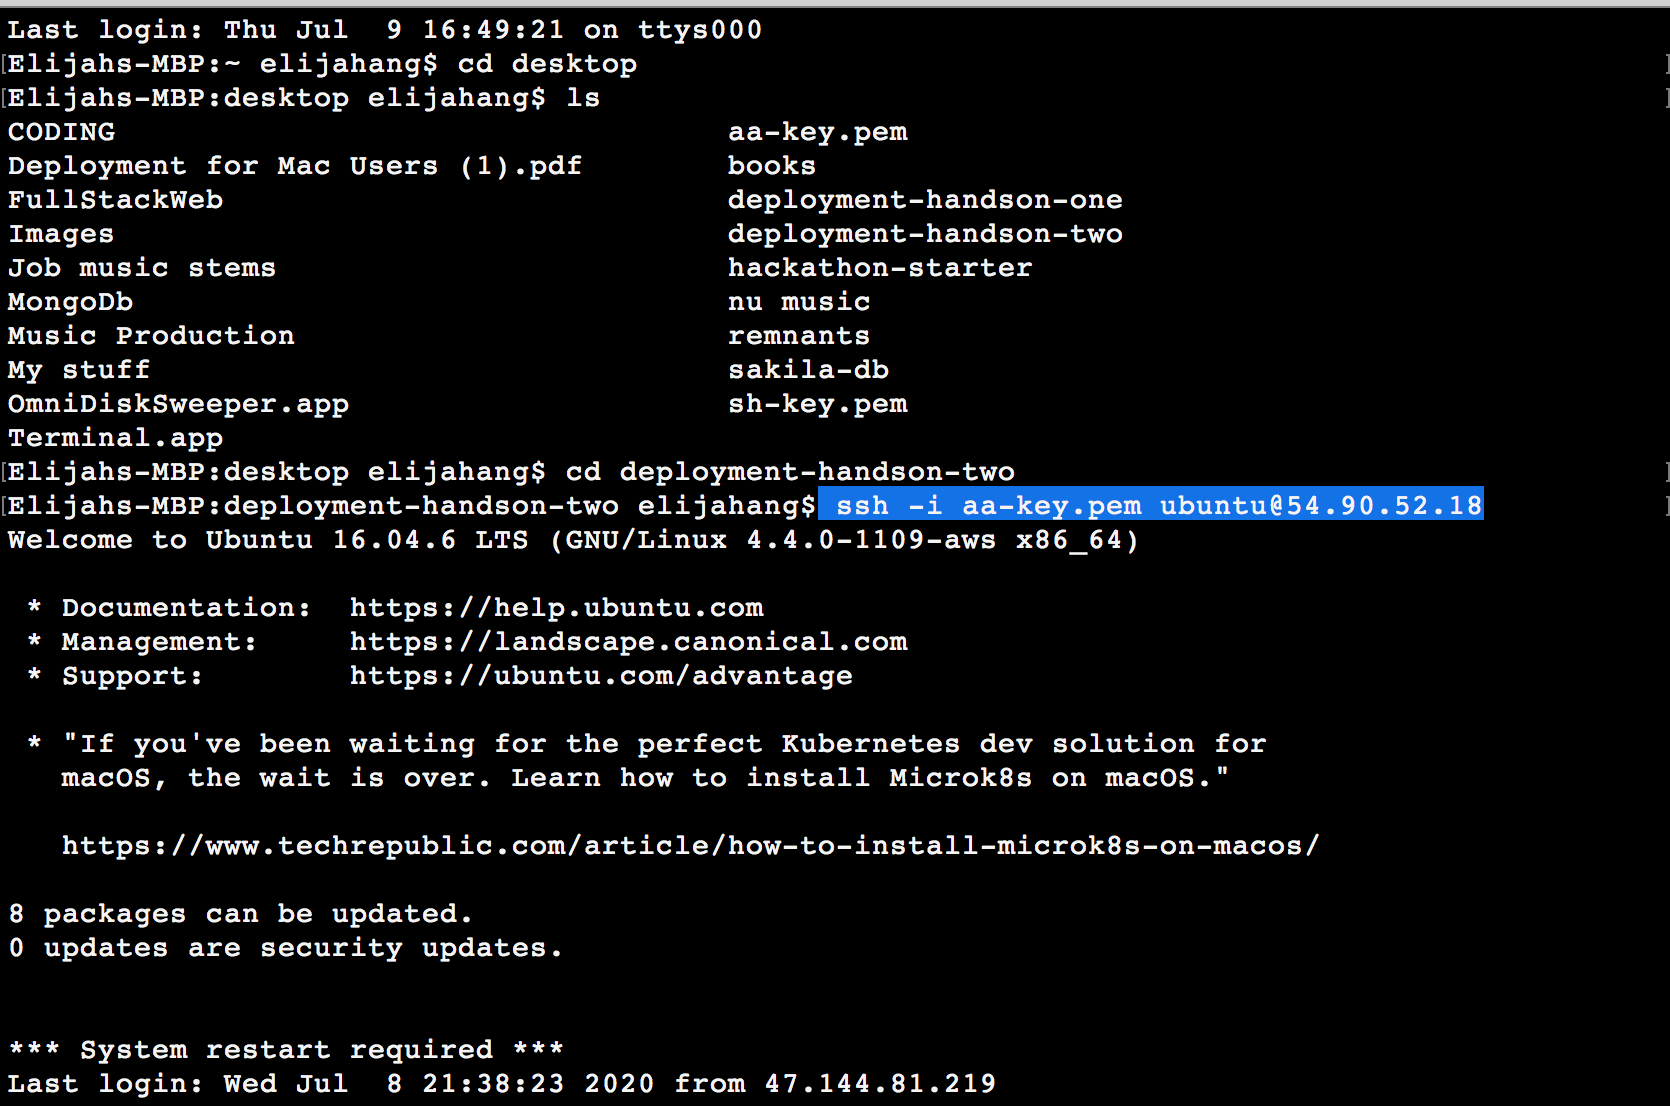 Last login: Thu Jul  9 16:49:21 on ttys000
[Elijahs-MBP:~ elijahang$ cd desktop ]
[Elijahs-MBP:desktop elijahang$ ls ]
CODING                                  aa-key.pem
Deployment for Mac Users (1).pdf        books
FullStackWeb                            deployment-handson-one
Images                                  deployment-handson-two
Job music stems                         hackathon-starter
MongoDb                                 nu music
Music Production                        remnants
My stuff                                sakila-db
OmniDiskSweeper.app                     sh-key.pem
Terminal.app
[Elijahs-MBP:desktop elijahang$ cd deployment-handson-two ]
[Elijahs-MBP:deployment-handson-two elijahang$ ssh -i aa-key.pem ubuntu@54.90.52.18 ]
Welcome to Ubuntu 16.04.6 LTS (GNU/Linux 4.4.0-1109-aws x86_64)
 * Documentation:  https://help.ubuntu.com
 * Management:     https://landscape.canonical.com
 * Support:        https://ubuntu.com/advantage
 * "If you've been waiting for the perfect Kubernetes dev solution for
   macOS, the wait is over. Learn how to install Microk8s on macOS."
   https://www.techrepublic.com/article/how-to-install-microk8s-on-macos/
8 packages can be updated.
0 updates are security updates.
*** System restart required ***
Last login: Wed Jul  8 21:38:23 2020 from 47.144.81.219